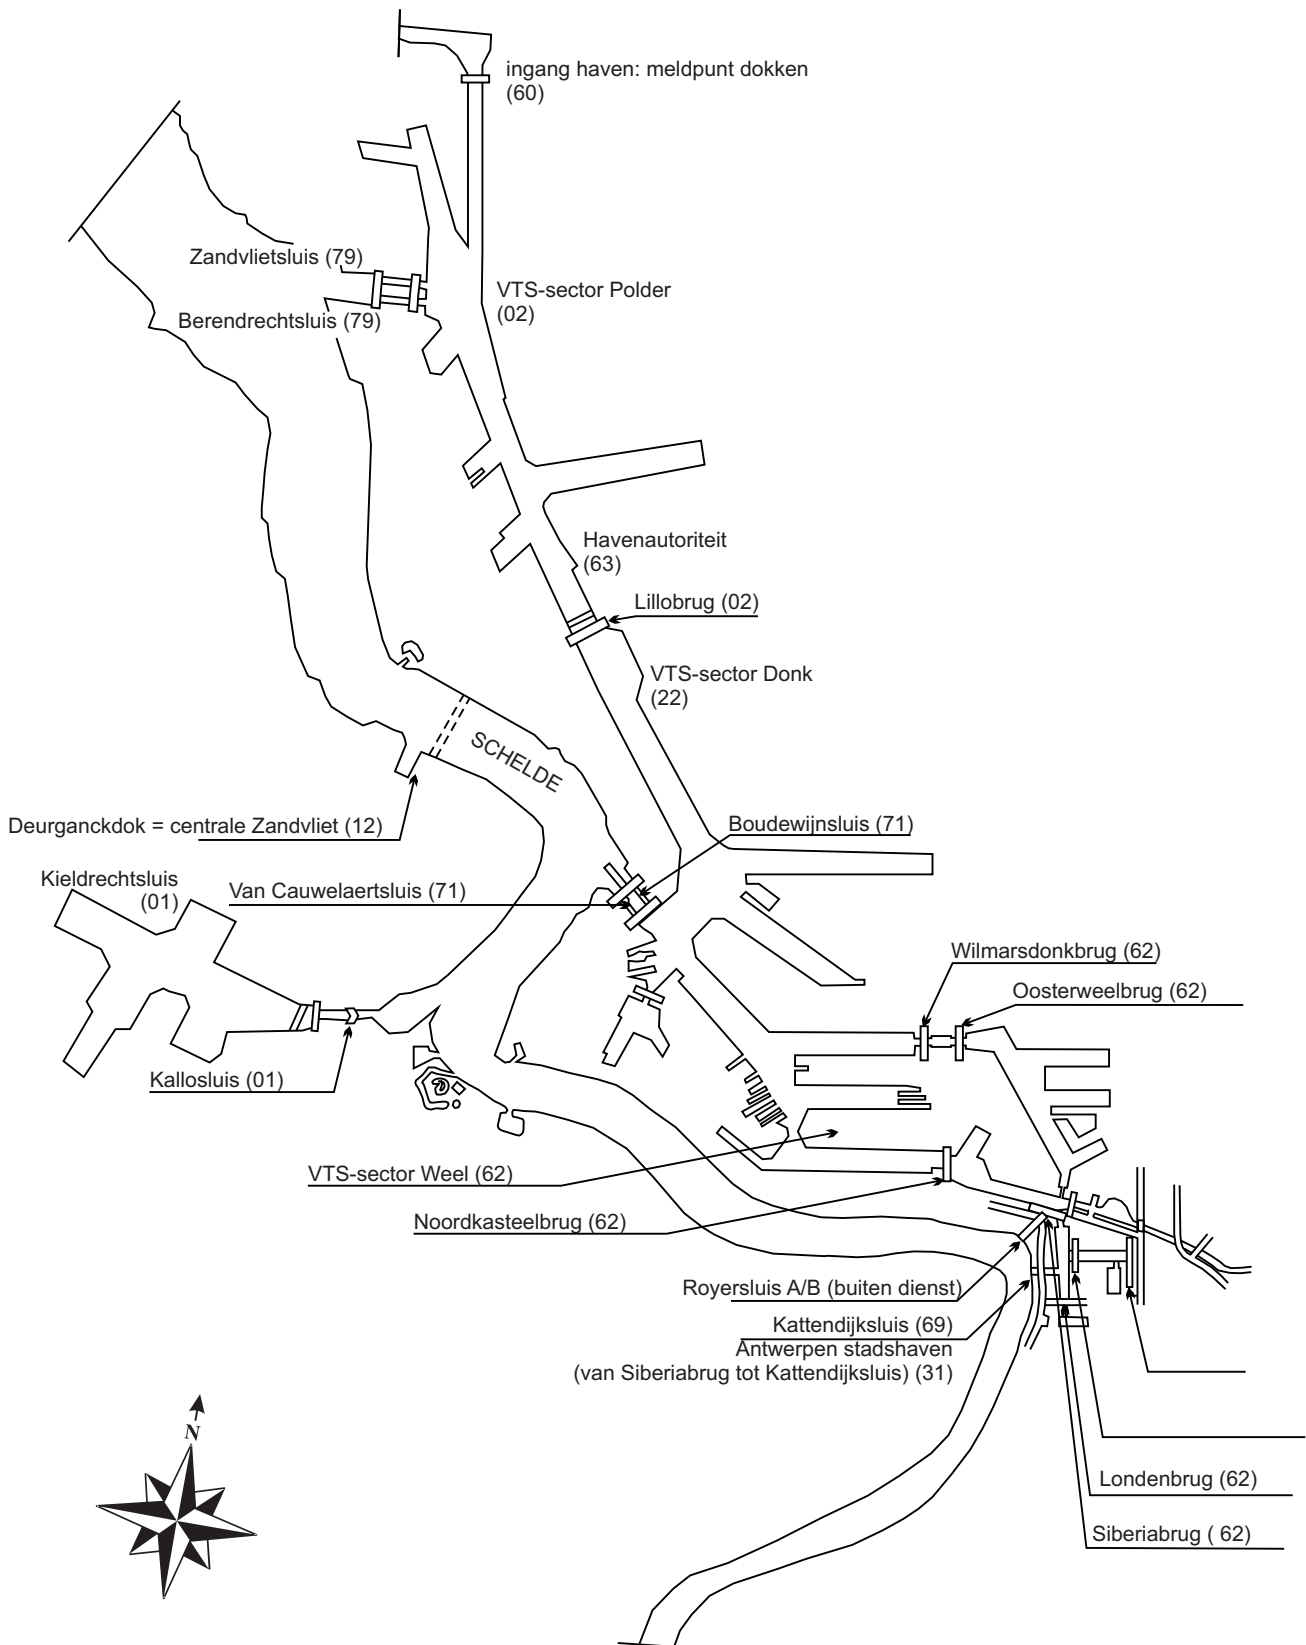 ingang haven: meldpunt dokken
(60)
Zandvlietsluis (79)
VTS-sector Polder
(02)
Berendrechtsluis (79)
Havenautoriteit
(63)
Lillobrug (02)
VTS-sector Donk
(22)
SCHELDE
Deurganckdok = centrale Zandvliet (12)
Boudewijnsluis (71)
Kieldrechtsluis
(01)
Van Cauwelaertsluis (71)
Wilmarsdonkbrug (62)
Oosterweelbrug (62)
Kallosluis (01)
VTS-sector Weel (62)
Noordkasteelbrug (62)
Royersluis A/B (buiten dienst)
Kattendijksluis (69)
Antwerpen stadshaven
(van Siberiabrug tot Kattendijksluis) (31)
N
Londenbrug (62)
Siberiabrug ( 62)